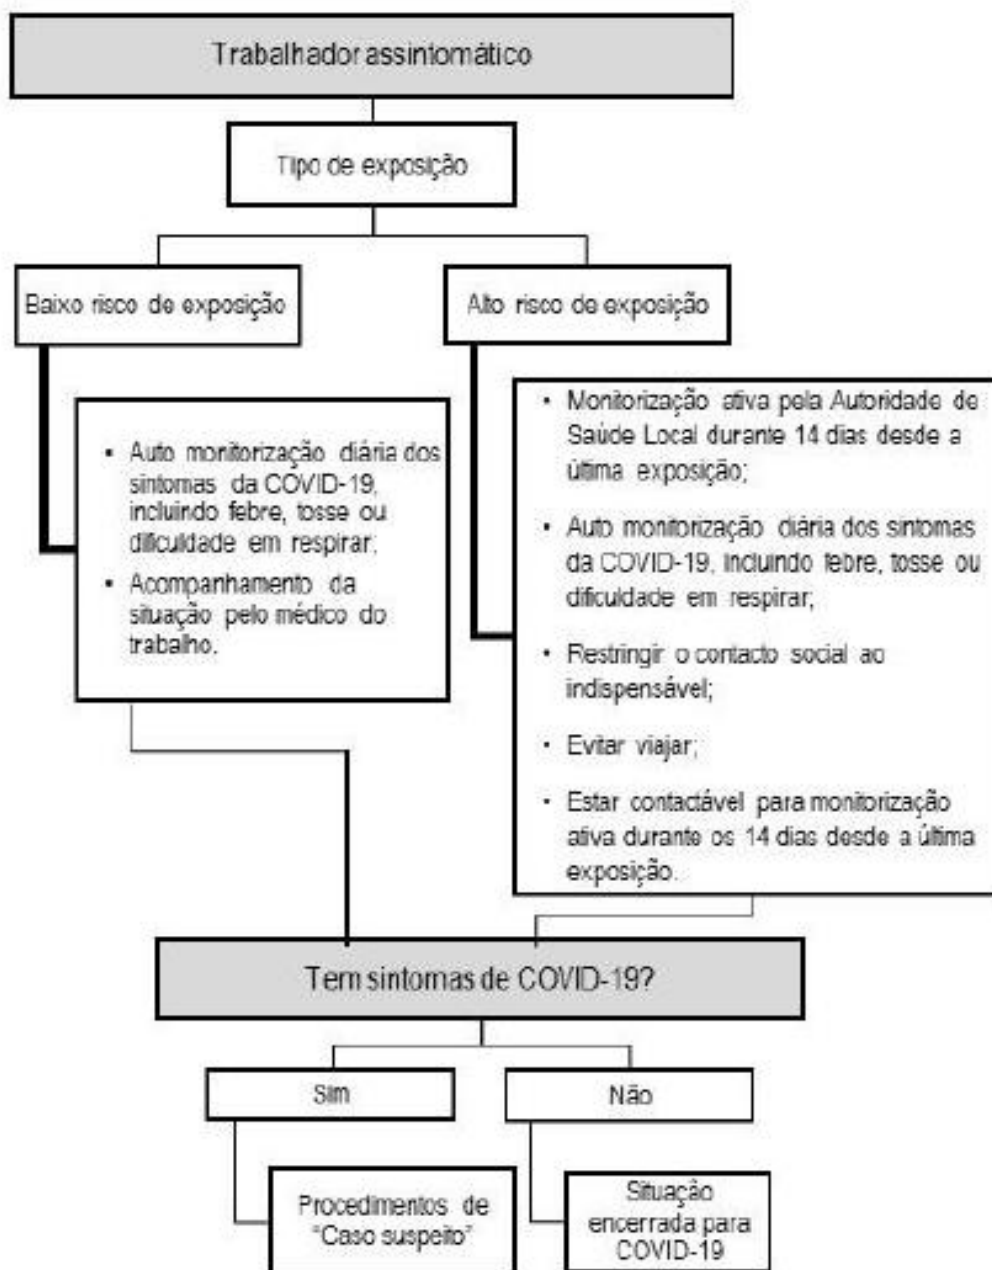 Trabalhador assintomático
Tipo de exposição
Baixo risco de exposição
Alto risco de exposição
• Auto monitorização diária dos
sintomas da COVID-19,
incluindo febre, tosse ou
dificuldade em respirar;
• Acompanhamento da
situação pelo médico do
trabalho.
• Monitorização ativa pela Autoridade de
Saúde Local durante 14 dias desde a
última exposição;
• Auto monitorização diária dos sintomas
da COVID-19, incluindo febre, tosse ou
dificuldade em respirar;
• Restringir o contacto social ao
indispensável;
• Evitar viajar;
• Estar contactável para monitorização
ativa durante os 14 dias desde a última
exposição.
Tem sintomas de COVID-19?
Sim
Não
Procedimentos de
"Caso suspeito"
Situação
encerrada para
COVID-19